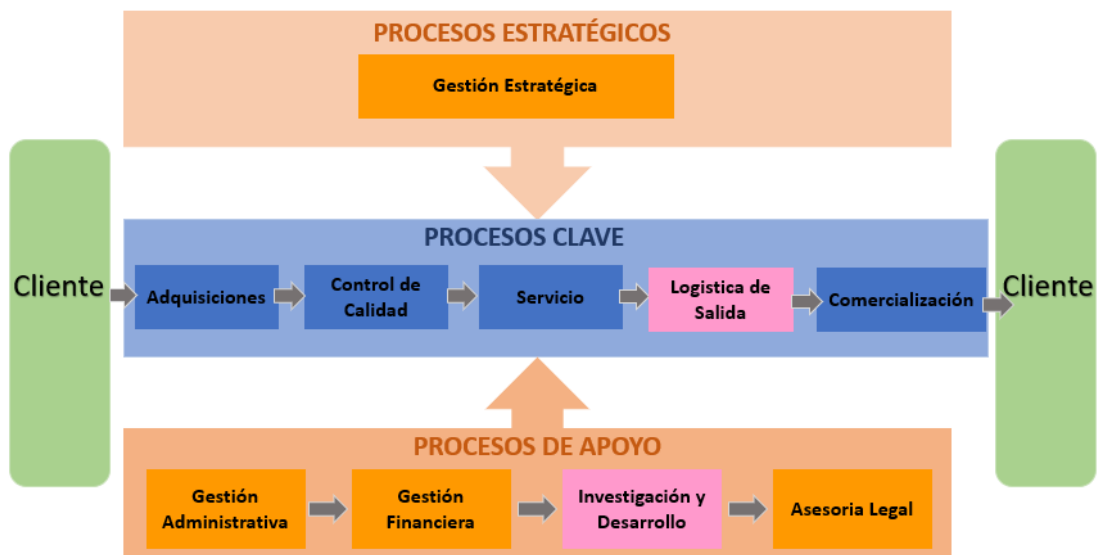 PROCESOS ESTRATÉGICOS
Gestión Estratégica
PROCESOS CLAVE
Cliente
Adquisiciones
Control de
Calidad
Servicio
Logistica de
Salida
Comercialización
Cliente
PROCESOS DE APOYO
Gestión
Administrativa
Gestión
Financiera
Investigación y
Desarrollo
Asesoria Legal